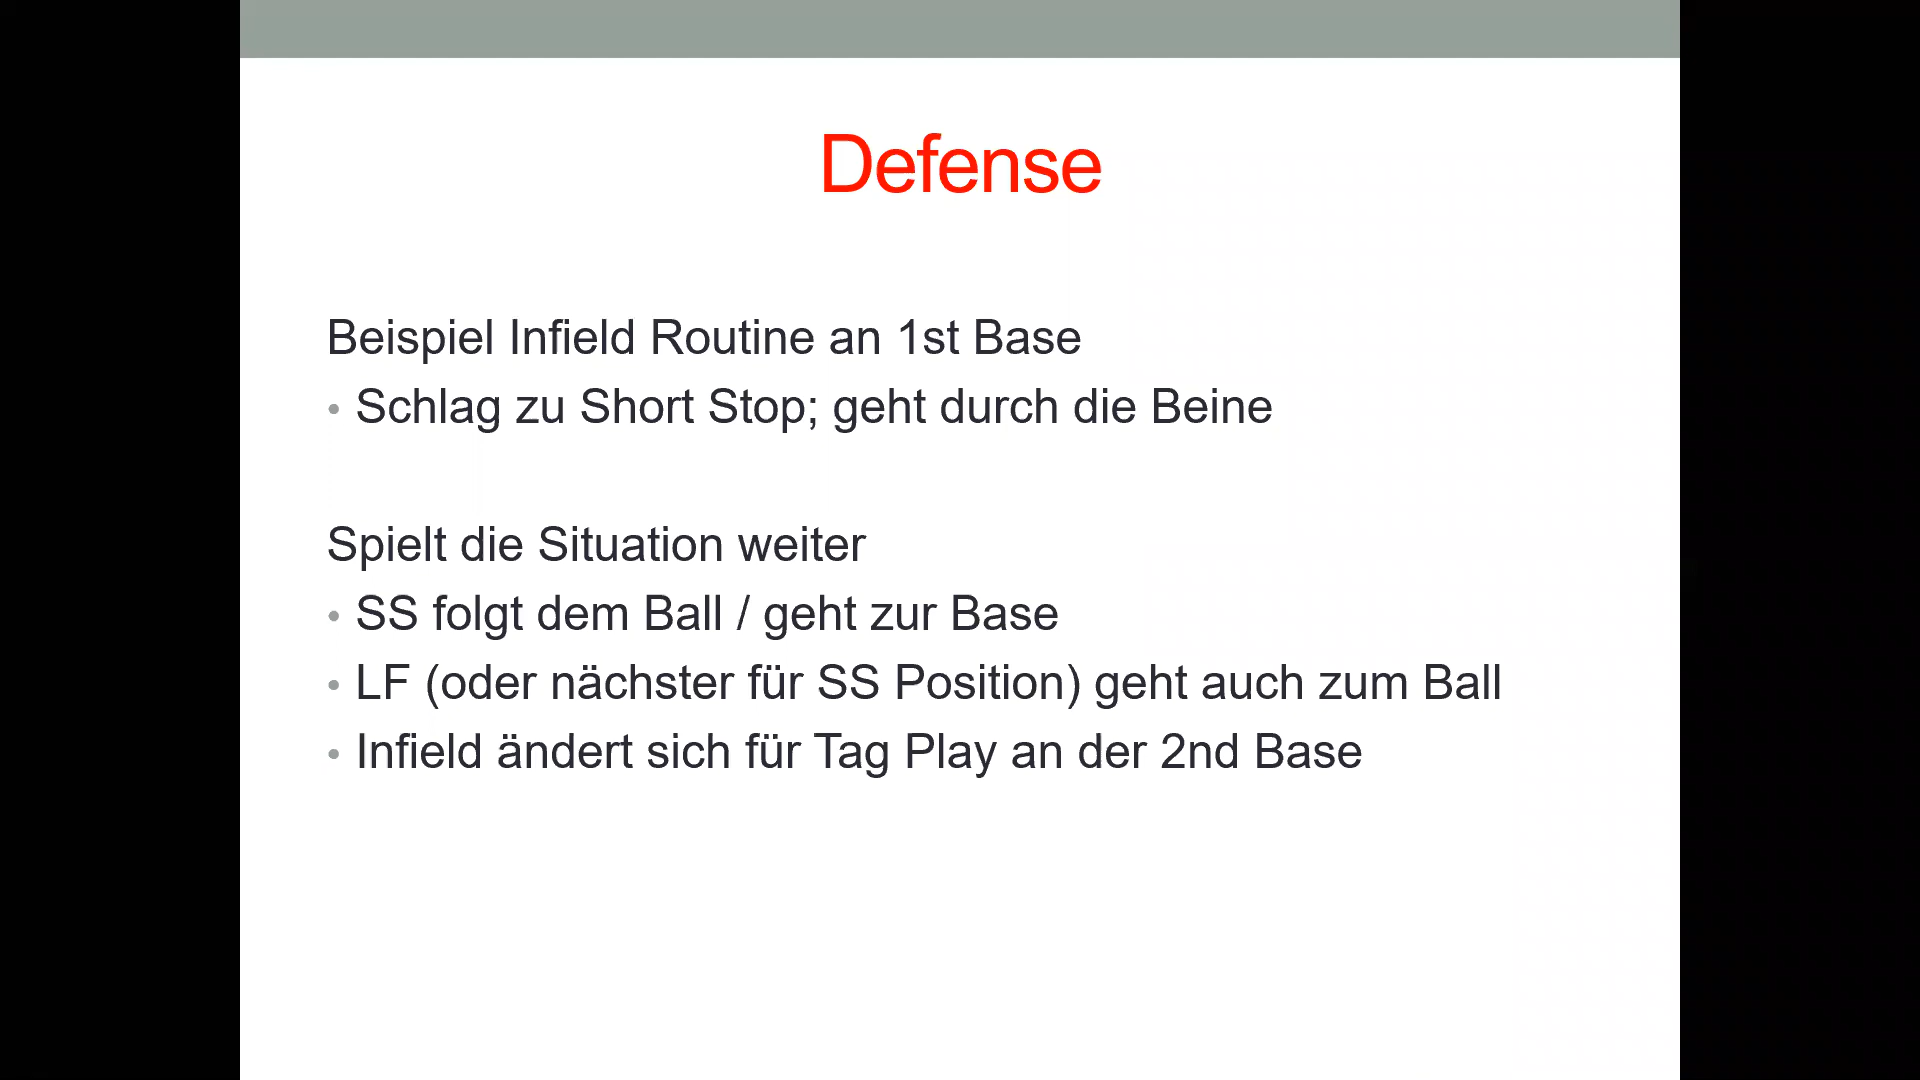 Defense
Beispiel Infield Routine an 1st Base
• Schlag zu Short Stop; geht durch die Beine
Spielt die Situation weiter
• SS folgt dem Ball / geht zur Base
• LF (oder nächster für SS Position) geht auch zum Ball
• Infield ändert sich für Tag Play an der 2nd Base